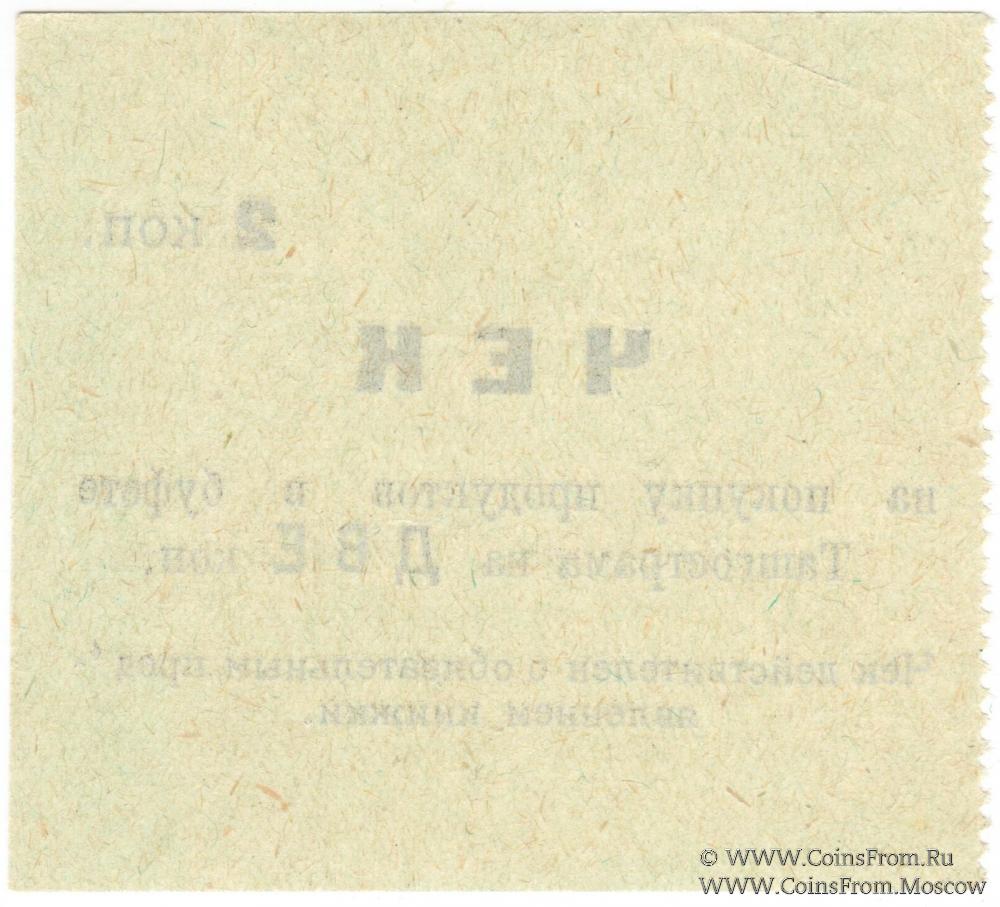 2 коп.
ЧЕК
на покупку продуктов в буфете
Ташгострама на ДВЕ коп.
Чек действителен с обязательным пред-
явлением книжки.
© WWW.CoinsFrom.Ru
WWW.CoinsFrom.Moscow